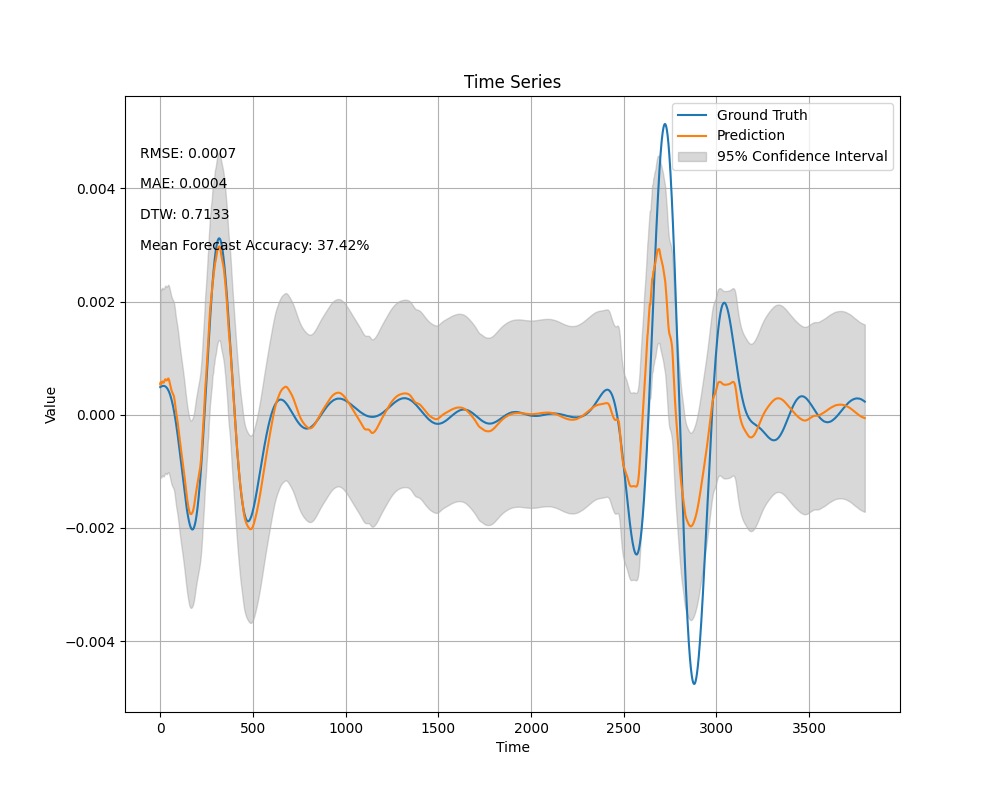 Time Series
Ground Truth
Prediction
95% Confidence Interval
RMSE: 0.0007
MAE: 0.0004
DTW: 0.7133
Mean Forecast Accuracy: 37.42%
0.004
0.002
0.000
−0.002
−0.004
Value
0 500 1000 1500 2000 2500 3000 3500
Time